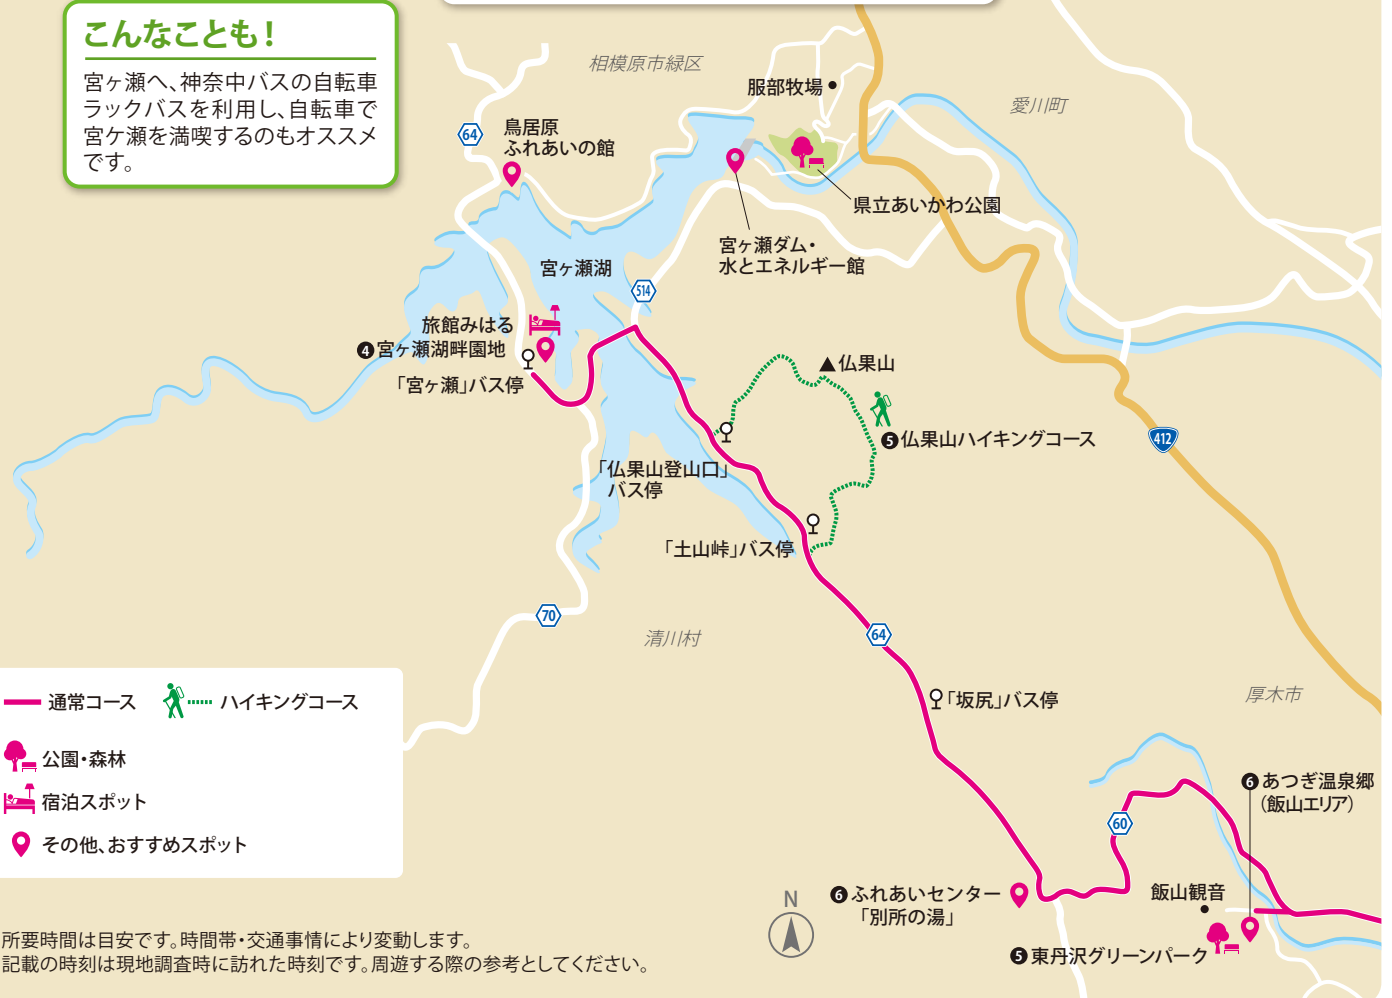 こんなことも！
宮ヶ瀬へ、神奈中バスの自転車
ラックバスを利用し、自転車で
宮ケ瀬を満喫するのもオススメ
です。
相模原市緑区
服部牧場
愛川町
64
鳥居原
ふれあいの館
県立あいかわ公園
宮ヶ瀬ダム・
水とエネルギー館
宮ヶ瀬湖
514
旅館みはる
❹宮ヶ瀬湖畔園地
「宮ヶ瀬」バス停
▲仏果山
❺仏果山ハイキングコース
412
「仏果山登山口」
バス停
「土山峠」バス停
70
清川村
64
「坂尻」バス停
厚木市
通常コース
ハイキングコース
公園・森林
宿泊スポット
その他、おすすめスポット
❻あつぎ温泉郷
（飯山エリア）
60
❻ふれあいセンター
「別所の湯」
飯山観音
❺東丹沢グリーンパーク
N
所要時間は目安です。時間帯・交通事情により変動します。
記載の時刻は現地調査時に訪れた時刻です。周遊する際の参考としてください。